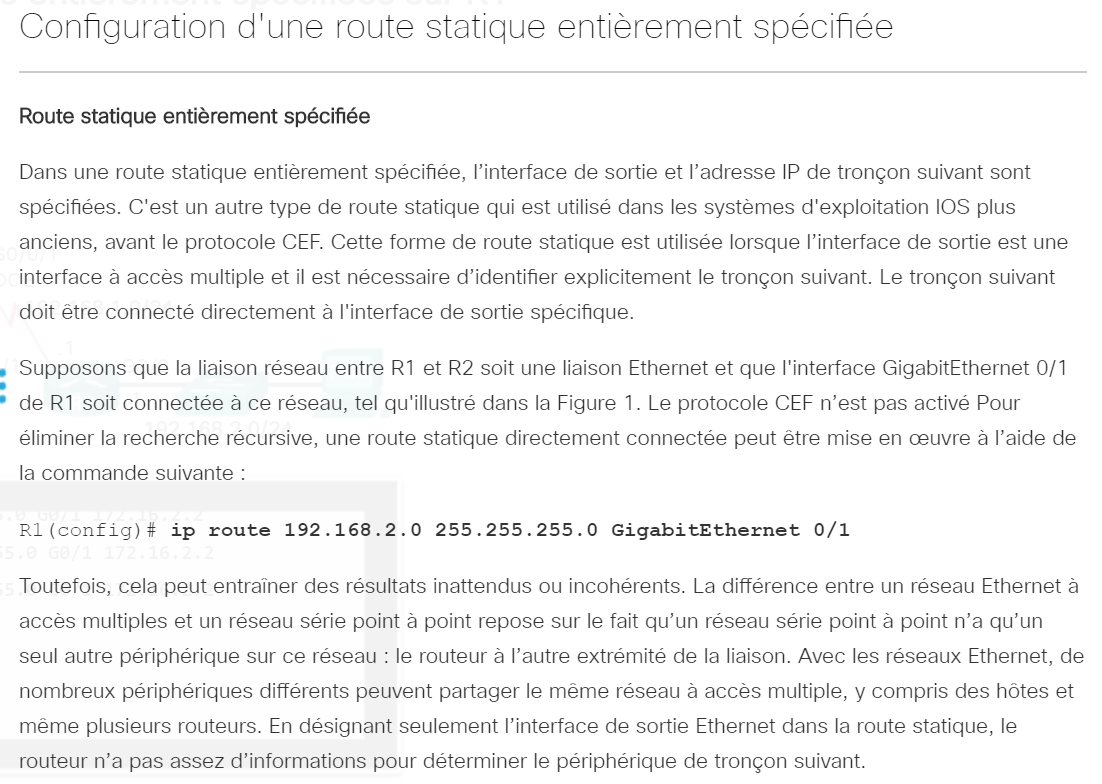 Configuration d'une route statique entièrement spécifiée
Route statique entièrement spécifiée
Dans une route statique entièrement spécifiée, l’interface de sortie et l’adresse IP de tronçon suivant sont
spécifiées. C'est un autre type de route statique qui est utilisé dans les systèmes d'exploitation IOS plus
anciens, avant le protocole CEF. Cette forme de route statique est utilisée lorsque l’interface de sortie est une
interface à accès multiple et il est nécessaire d’identifier explicitement le tronçon suivant. Le tronçon suivant
doit être connecté directement à l'interface de sortie spécifique.
Supposons que la liaison réseau entre R1 et R2 soit une liaison Ethernet et que l'interface GigabitEthernet 0/1
de R1 soit connectée à ce réseau, tel qu'illustré dans la Figure 1. Le protocole CEF n’est pas activé Pour
éliminer la recherche récursive, une route statique directement connectée peut être mise en œuvre à l’aide de
la commande suivante :
192.168.2.0/24
R1(config)# ip route 192.168.2.0 255.255.255.0 GigabitEthernet 0/1
5.0 G0/1 172.16.2.2
Toutefois, cela peut entraîner des résultats inattendus ou incohérents. La différence entre un réseau Ethernet à
accès multiples et un réseau série point à point repose sur le fait qu’un réseau série point à point n’a qu’un
seul autre périphérique sur ce réseau : le routeur à l’autre extrémité de la liaison. Avec les réseaux Ethernet, de
nombreux périphériques différents peuvent partager le même réseau à accès multiple, y compris des hôtes et
même plusieurs routeurs. En désignant seulement l’interface de sortie Ethernet dans la route statique, le
routeur n’a pas assez d’informations pour déterminer le périphérique de tronçon suivant.